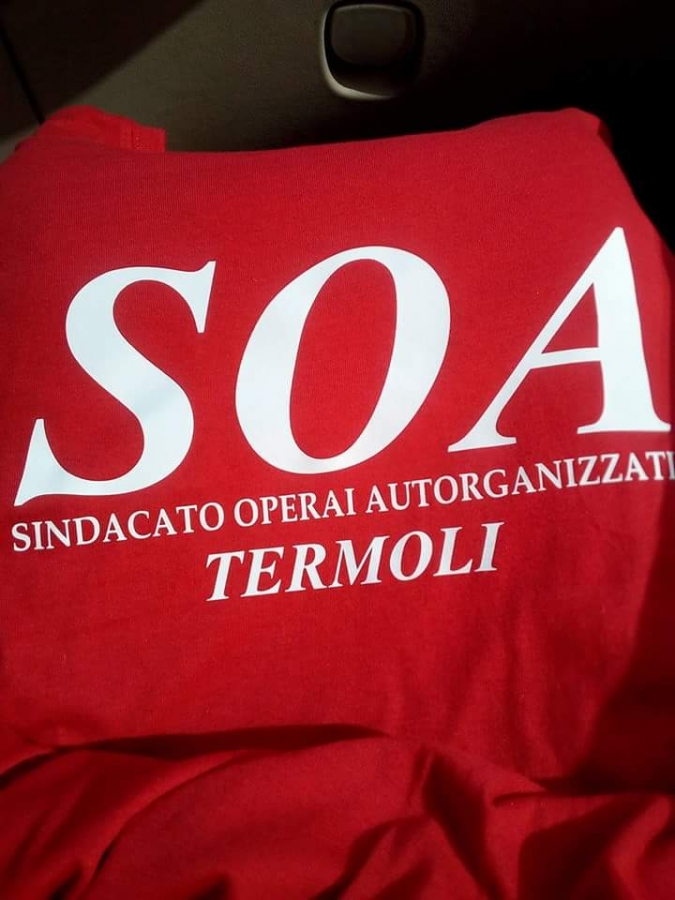 SOA
SINDACATO OPERAI AUTORGANIZZATI
TERMOLI